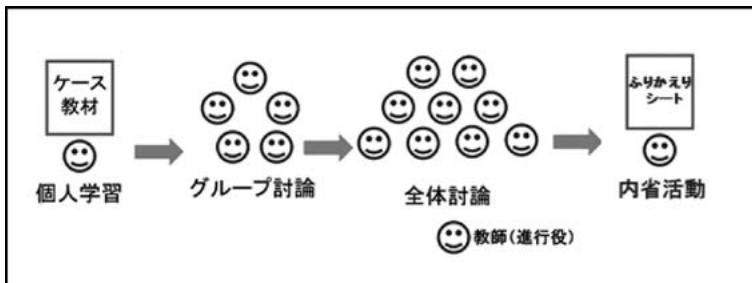 ケース
教材
個人学習
グループ討論
全体討論
教師(進行役)
ふりかえり
シート
内省活動